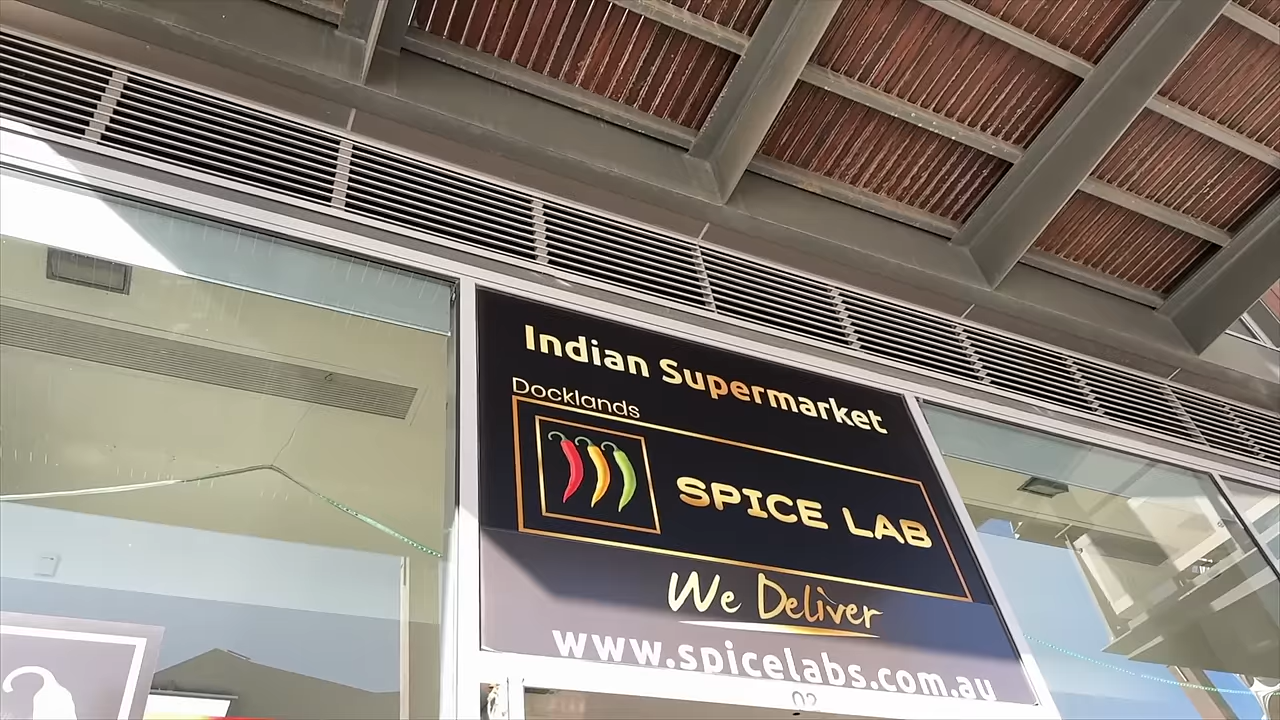 Indian Supermarket
Docklands
SPICE LAB
We Deliver
www.spicelabs.com.au